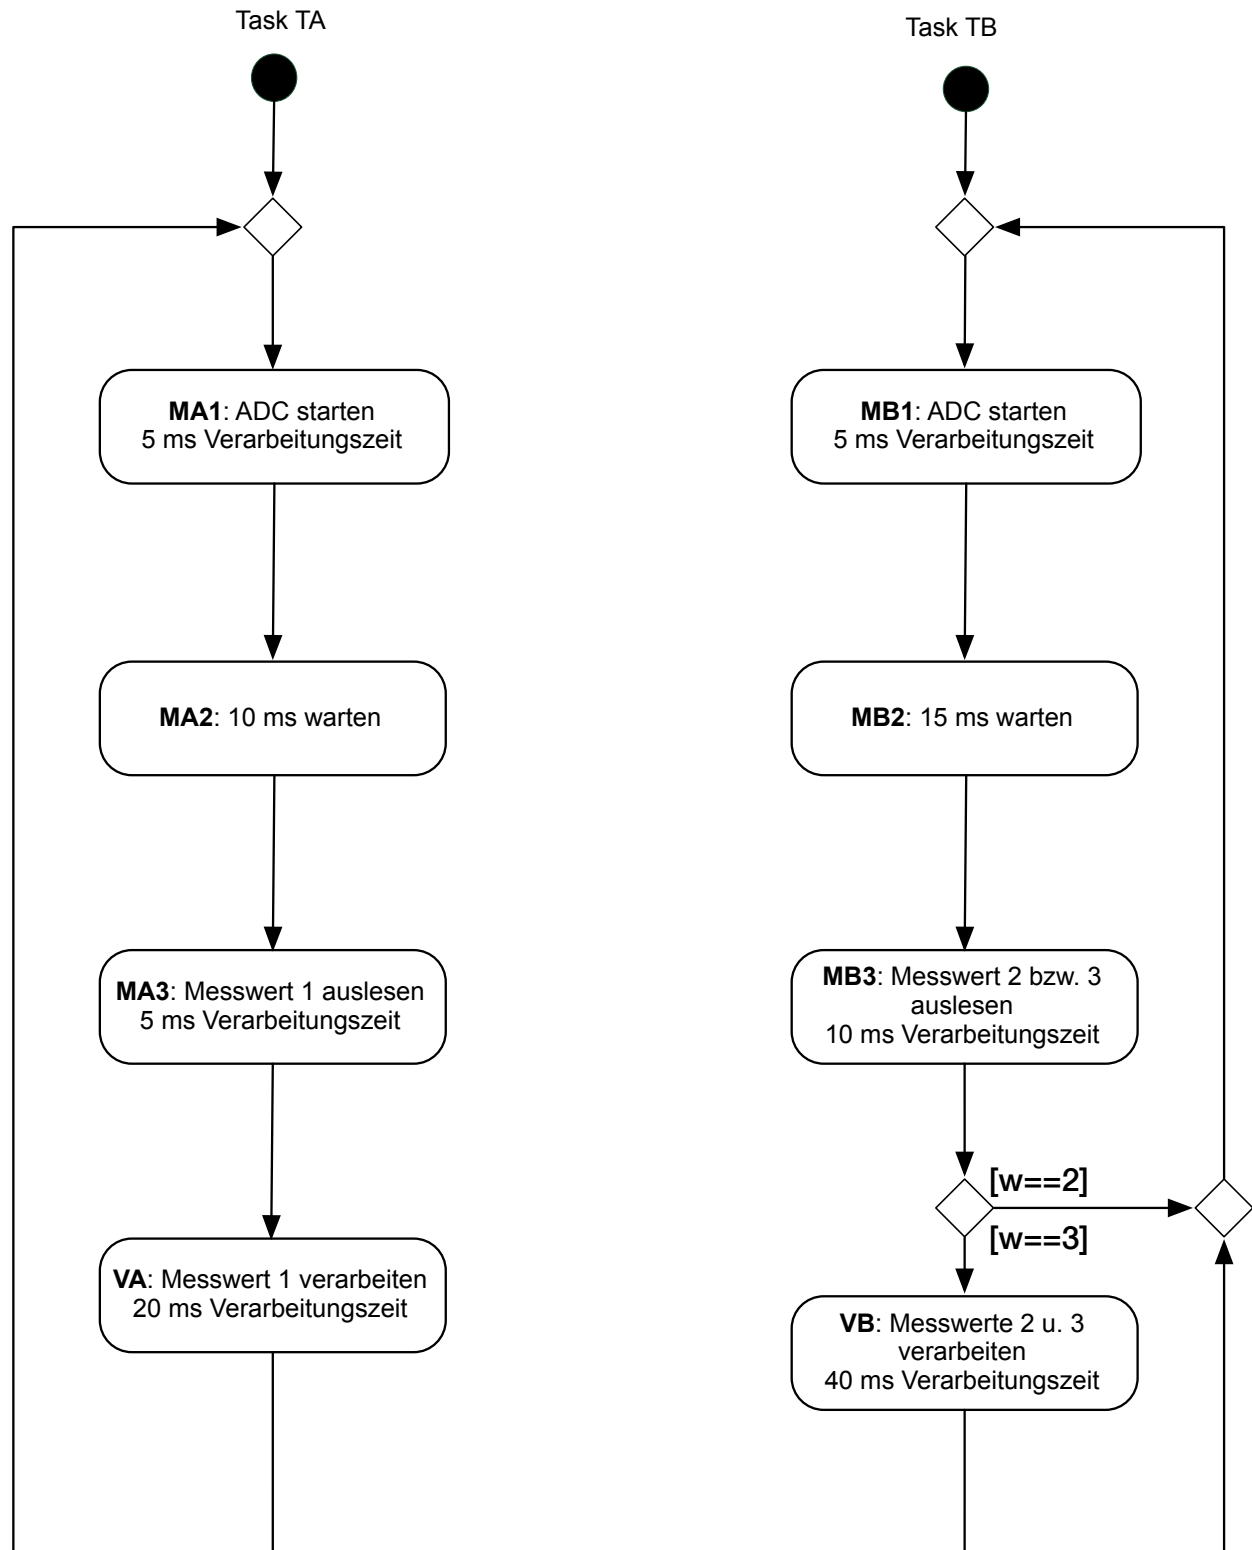 Task TA
MA1: ADC starten
5 ms Verarbeitungszeit
MA2: 10 ms warten
MA3: Messwert 1 auslesen
5 ms Verarbeitungszeit
VA: Messwert 1 verarbeiten
20 ms Verarbeitungszeit
Task TB
MB1: ADC starten
5 ms Verarbeitungszeit
MB2: 15 ms warten
MB3: Messwert 2 bzw. 3
auslesen
10 ms Verarbeitungszeit
[w==2]
[w==3]
VB: Messwerte 2 u. 3
verarbeiten
40 ms Verarbeitungszeit